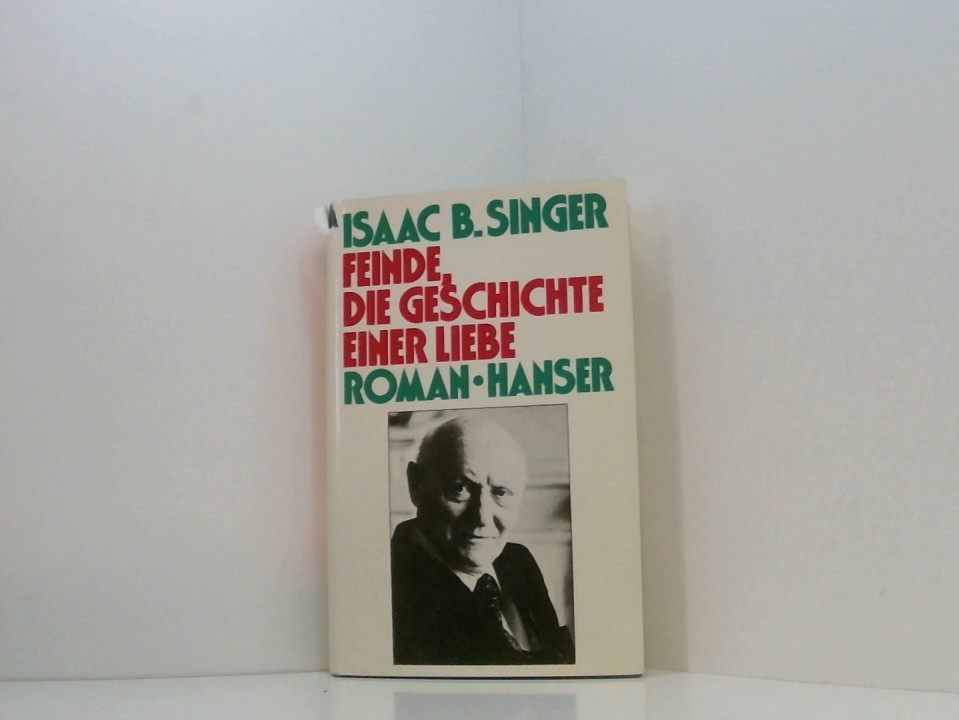 ISAAC B. SINGER
FEINDE,
DIE GESCHICHTE
EINER LIEBE
ROMAN·HANSER